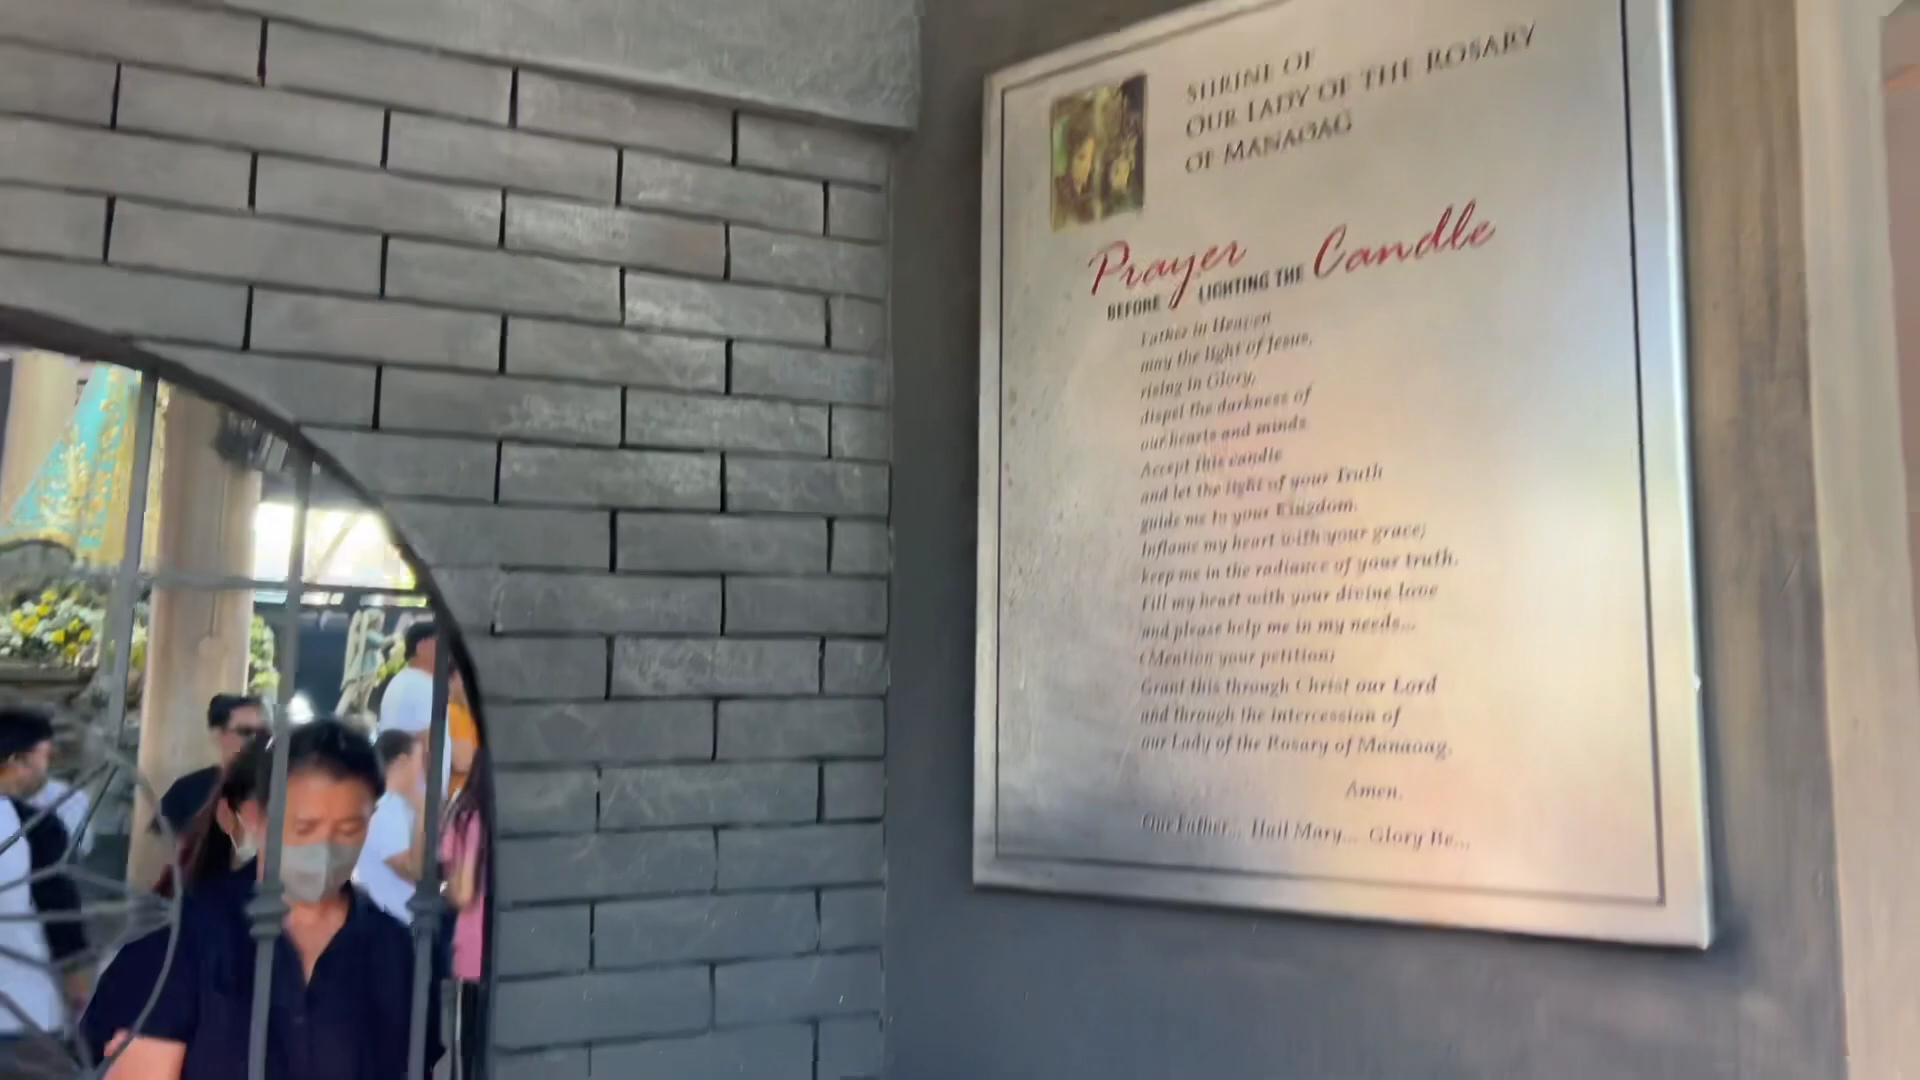 SHRINE OF
OUR LADY OF THE ROSARY
OF MANAOAG
Prayer
BEFORE LIGHTING THE Candle
Father in Heaven
may the light of Jesus,
rising in Glory,
dispel the darkness of
our hearts and minds
Accept this candle
and let the light of your Truth
guide me to your Kingdom.
Inflame my heart with your grace;
keep me in the radiance of your truth.
Fill my heart with your divine love
and please help me in my needs...
(Mention your petition)
Grant this through Christ our Lord
and through the intercession of
our Lady of the Rosary of Manaoag.
Amen.
Our Father... Hail Mary... Glory Be...